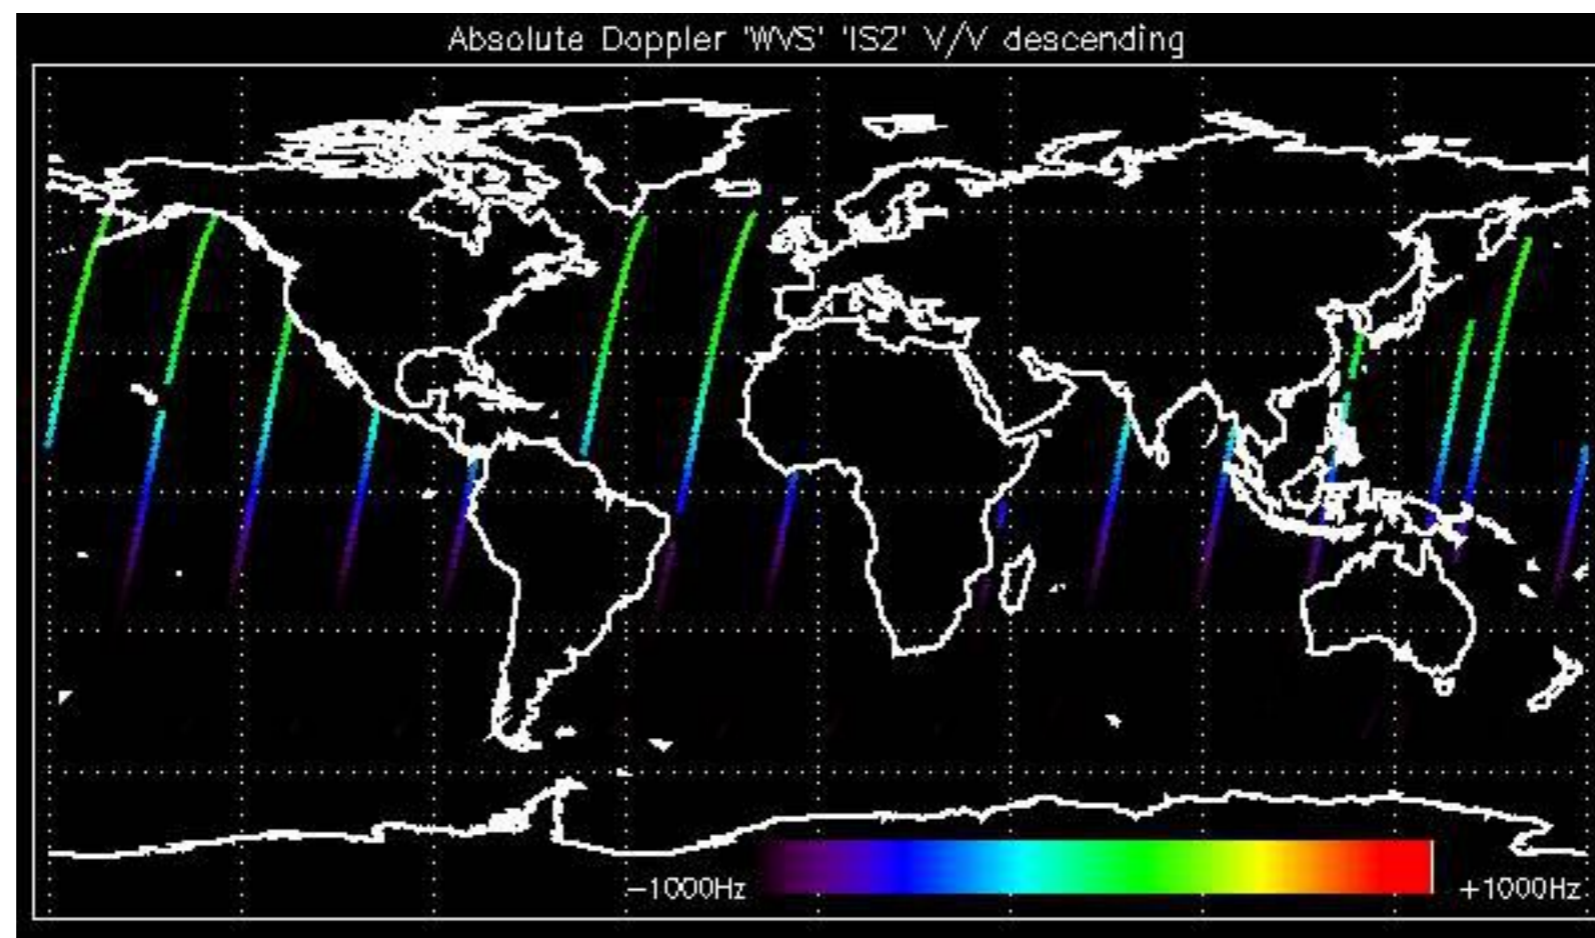 Absolute Doppler 'WVS' 'IS2' V/V descending
−1000Hz
+1000Hz